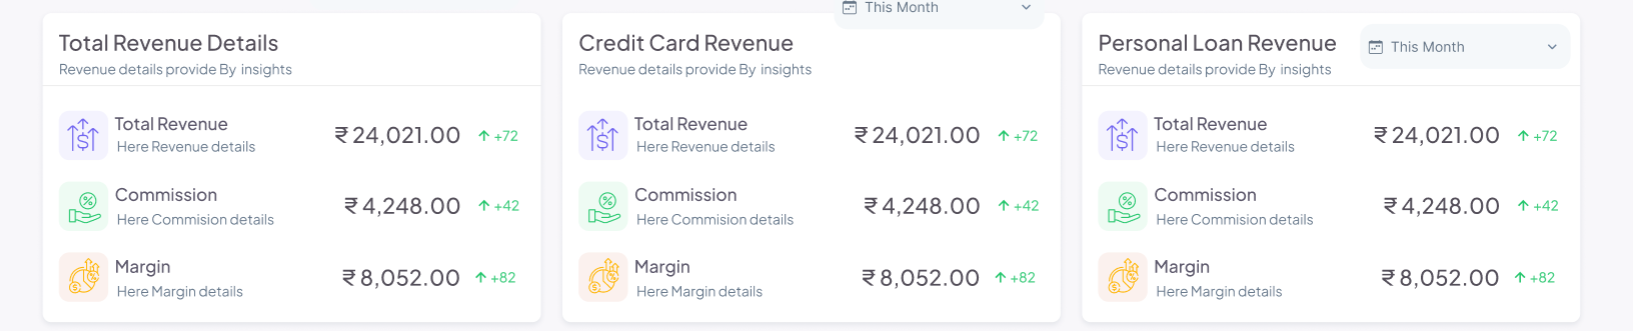 Total Revenue Details
Revenue details provide By insights
Total Revenue
Here Revenue details
₹ 24,021.00 +72
Commission
Here Commision details
₹ 4,248.00 +42
Margin
Here Margin details
₹ 8,052.00 +82
This Month
Credit Card Revenue
Revenue details provide By insights
Total Revenue
Here Revenue details
₹ 24,021.00 +72
Commission
Here Commision details
₹ 4,248.00 +42
Margin
Here Margin details
₹ 8,052.00 +82
Personal Loan Revenue
This Month
Revenue details provide By insights
Total Revenue
Here Revenue details
₹ 24,021.00 +72
Commission
Here Commision details
₹ 4,248.00 +42
Margin
Here Margin details
₹ 8,052.00 +82